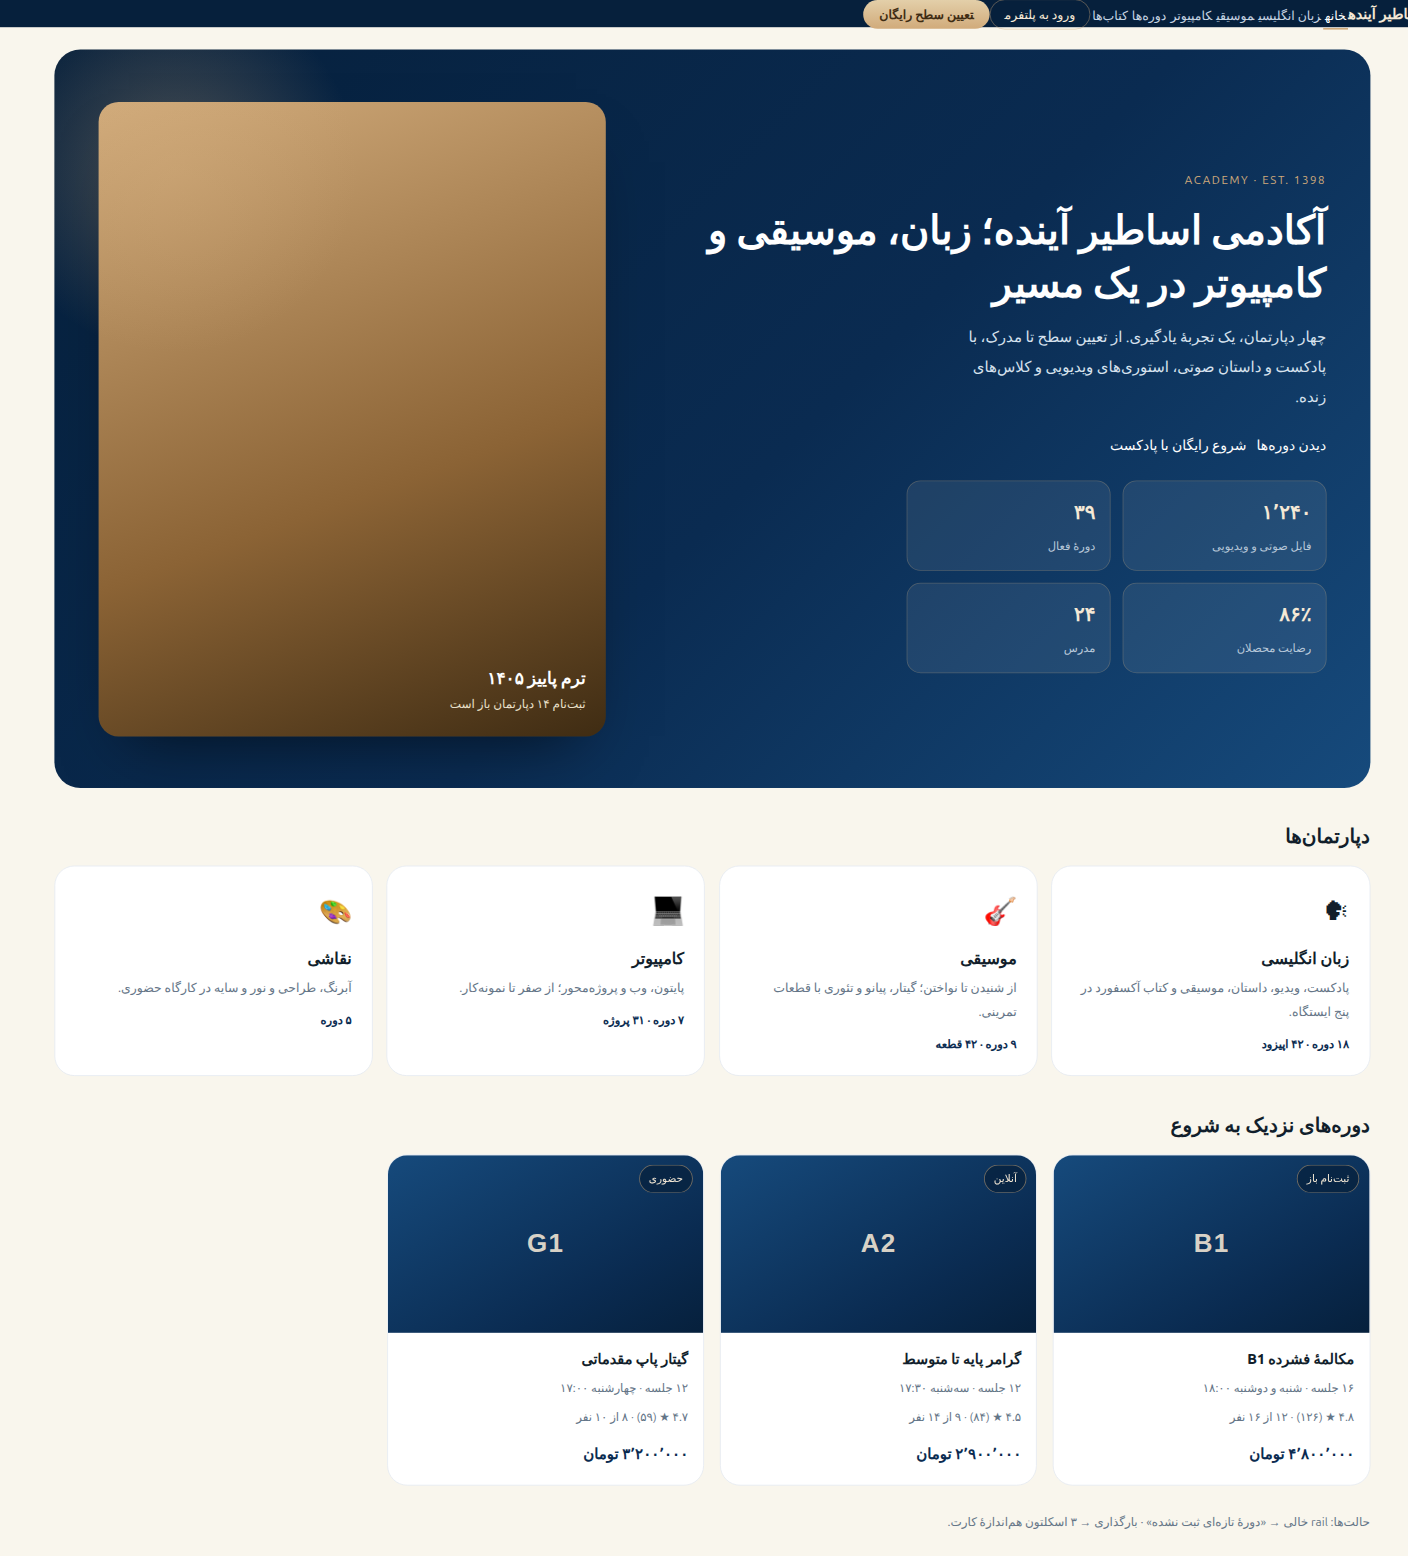 اطیر آینده خانه زبان انگلیسی موسیقی کامپیوتر دوره‌ها کتاب‌ها ورود به پلتفرم تعیین سطح رایگان
ACADEMY · EST. 1398
آکادمی اساطیر آینده؛ زبان، موسیقی و
کامپیوتر در یک مسیر
چهار دپارتمان، یک تجربهٔ یادگیری. از تعیین سطح تا مدرک، با
پادکست و داستان صوتی، استوری‌های ویدیویی و کلاس‌های
زنده.
دیدن دوره‌ها شروع رایگان با پادکست
۱٬۲۴۰
فایل صوتی و ویدیویی
۳۹
دورهٔ فعال
۸۶٪
رضایت محصلان
۲۴
مدرس
ترم پاییز ۱۴۰۵
ثبت‌نام ۱۴ دپارتمان باز است
دپارتمان‌ها
زبان انگلیسی
پادکست، ویدیو، داستان، موسیقی و کتاب آکسفورد در
پنج ایستگاه.
۱۸ دوره · ۴۲۰ اپیزود
موسیقی
از شنیدن تا نواختن؛ گیتار، پیانو و تئوری با قطعات
تمرینی.
۹ دوره · ۴۲۰ قطعه
کامپیوتر
پایتون، وب و پروژه‌محور؛ از صفر تا نمونه‌کار.
۷ دوره · ۳۱ پروژه
نقاشی
آبرنگ، طراحی و نور و سایه در کارگاه حضوری.
۵ دوره
دوره‌های نزدیک به شروع
ثبت‌نام باز
B1
مکالمهٔ فشرده B1
۱۶ جلسه · شنبه و دوشنبه ۱۸:۰۰
۴.۸ ★ (۱۲۶) · ۱۲ از ۱۶ نفر
۴٬۸۰۰٬۰۰۰ تومان
آنلاین
A2
گرامر پایه تا متوسط
۱۲ جلسه · سه‌شنبه ۱۷:۳۰
۴.۵ ★ (۸۴) · ۹ از ۱۴ نفر
۲٬۹۰۰٬۰۰۰ تومان
حضوری
G1
گیتار پاپ مقدماتی
۱۲ جلسه · چهارشنبه ۱۷:۰۰
۴.۷ ★ (۵۹) · ۸ از ۱۰ نفر
۳٬۲۰۰٬۰۰۰ تومان
حالت‌ها: rail خالی → «دورهٔ تازه‌ای ثبت نشده» · بارگذاری → ۳ اسکلتون هم‌اندازهٔ کارت.